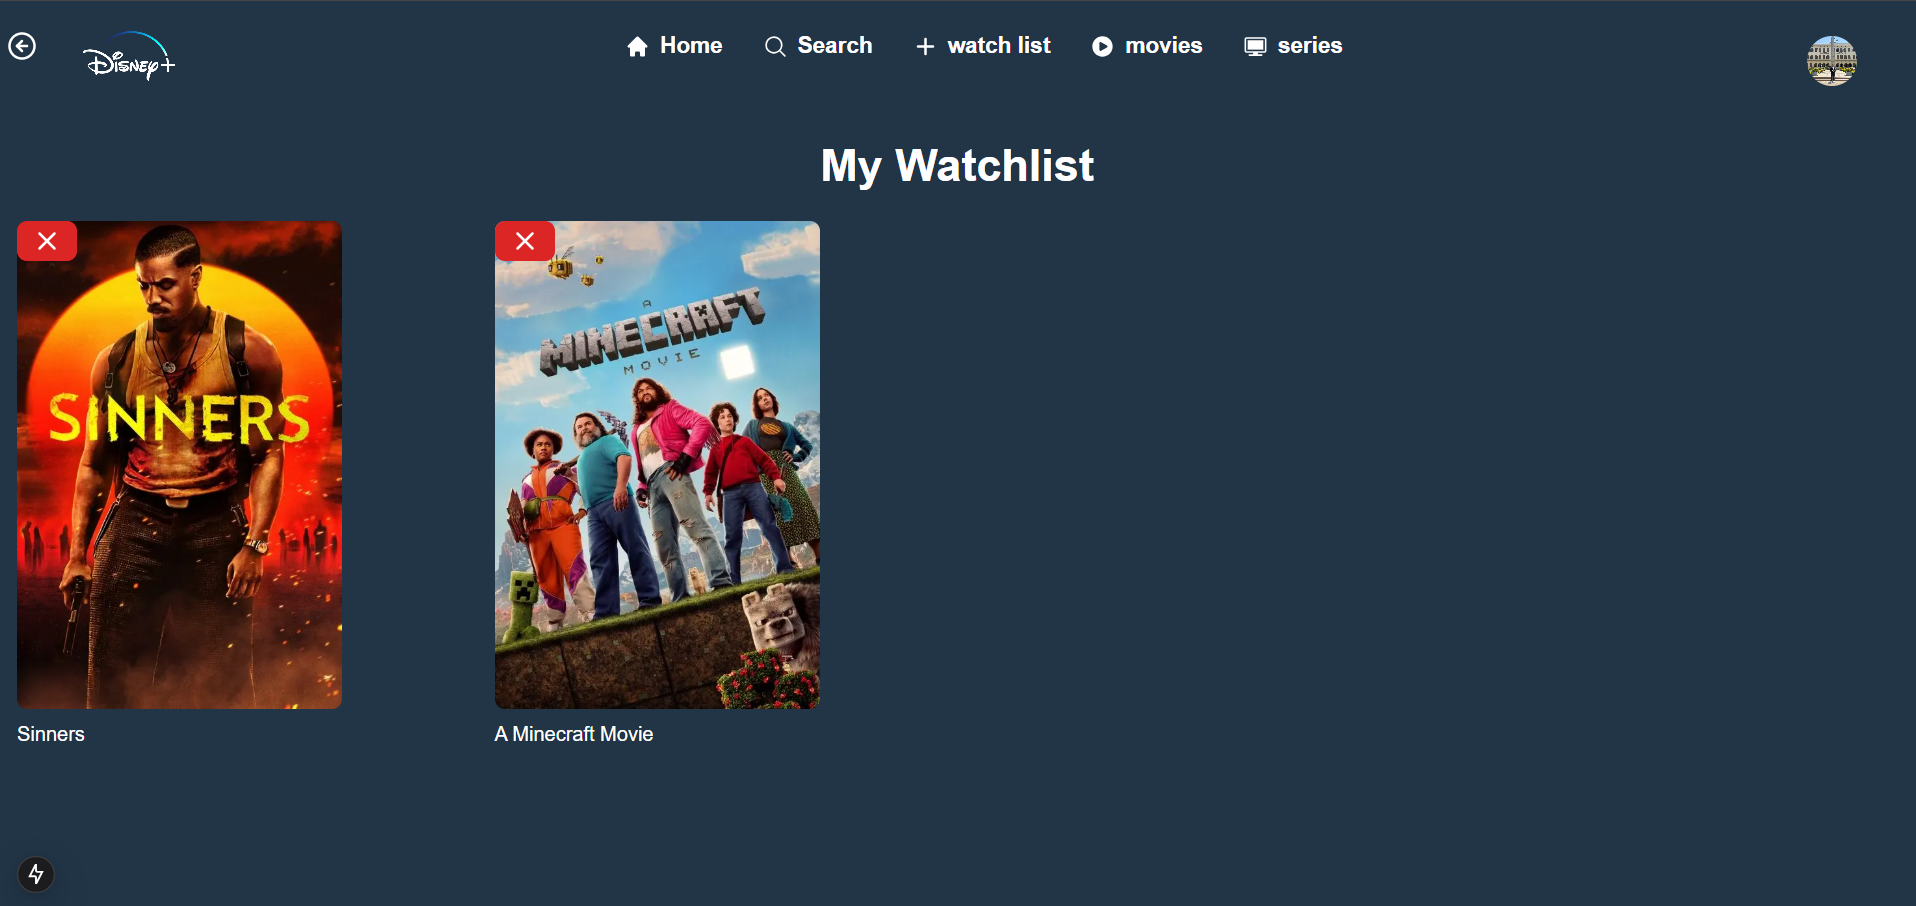 Disney+
Home
Search
watch list
movies
series
My Watchlist
SINNERS
A
MINECRAFT
MOVIE
Sinners
A Minecraft Movie